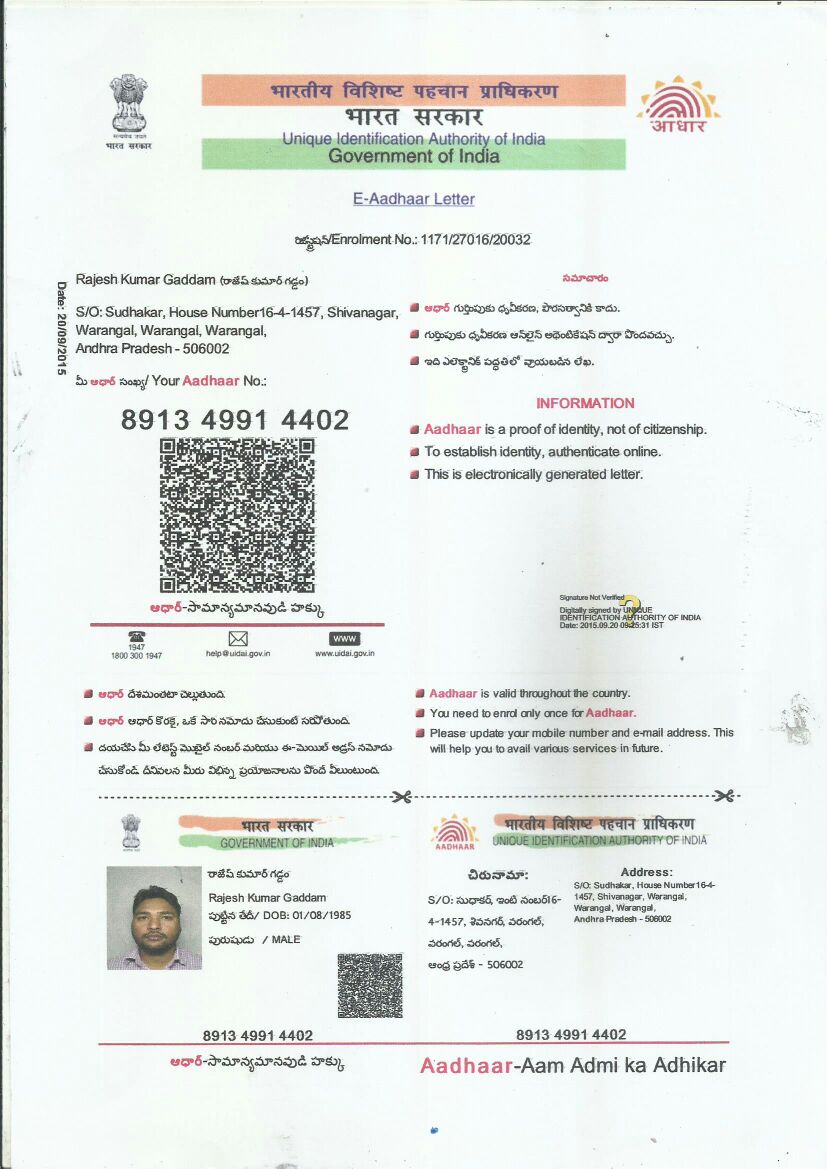 भारतीय विशिष्ट पहचान प्राधिकरण
भारत सरकार
Unique Identification Authority of India
Government of India
सत्यमेव जयते
भारत सरकार
आधार
E-Aadhaar Letter
రిజిస్ట్రేషన్/Enrolment No.: 1171/27016/20032
Date: 20/09/2015
Rajesh Kumar Gaddam (రాజేష్ కుమార్ గడ్డం)
S/O: Sudhakar, House Number16-4-1457, Shivanagar,
Warangal, Warangal, Warangal,
Andhra Pradesh - 506002
మీ ఆధార్ సంఖ్య/ Your Aadhaar No.:
8913 4991 4402
ఆధార్-సామాన్యమానవుడి హక్కు
1947
1800 300 1947
help@uidai.gov.in
www
www.uidai.gov.in
సమాచారం
ఆధార్ గుర్తింపుకు ధృవీకరణ, పౌరసత్వానికి కాదు.
గుర్తింపుకు ధృవీకరణ ఆన్‌లైన్ అథెంటికేషన్ ద్వారా పొందవచ్చు.
ఇది ఎలెక్ట్రానిక్ పద్ధతిలో వ్రాయబడిన లేఖ.
INFORMATION
Aadhaar is a proof of identity, not of citizenship.
To establish identity, authenticate online.
This is electronically generated letter.
Signature Not Verified
Digitally signed by UNIQUE
IDENTIFICATION AUTHORITY OF INDIA
Date: 2015.09.20 09:25:31 IST
ఆధార్ దేశమంతటా చెల్లుతుంది.
ఆధార్ ఆధార్ కొరకై, ఒకే సారి నమోదు చేసుకుంటే సరిపోతుంది.
దయచేసి మీ లేటెస్ట్ మొబైల్ నంబర్ మరియు ఈ-మెయిల్ అడ్రస్ నమోదు
చేసుకోండి. దీనివలన మీరు విభిన్న ప్రయోజనాలను పొందే వీలుంటుంది.
Aadhaar is valid throughout the country.
You need to enrol only once for Aadhaar.
Please update your mobile number and e-mail address. This
will help you to avail various services in future.
भारत सरकार
GOVERNMENT OF INDIA
రాజేష్ కుమార్ గడ్డం
Rajesh Kumar Gaddam
పుట్టిన తేదీ/ DOB: 01/08/1985
పురుషుడు / MALE
8913 4991 4402
ఆధార్-సామాన్యమానవుడి హక్కు
AADHAAR
भारतीय विशिष्ट पहचान प्राधिकरण
UNIQUE IDENTIFICATION AUTHORITY OF INDIA
చిరునామా:
S/O: సుధాకర్, ఇంటి నంబర్16-
4-1457, శివనగర్, వరంగల్,
వరంగల్, వరంగల్,
ఆంధ్ర ప్రదేశ్ - 506002
Address:
S/O: Sudhakar, House Number16-4-
1457, Shivanagar, Warangal,
Warangal, Warangal,
Andhra Pradesh - 506002
8913 4991 4402
Aadhaar-Aam Admi ka Adhikar